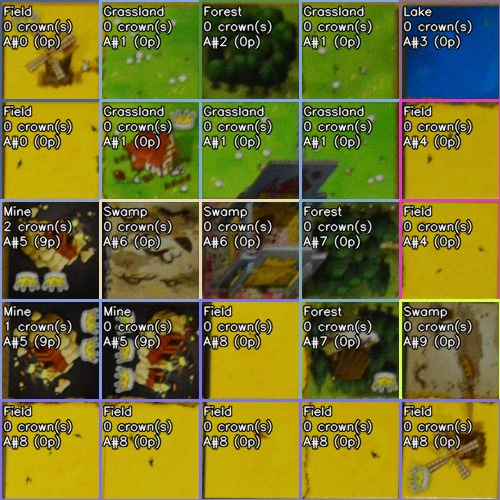 Field
0 crown(s)
A#0 (0p)
Grassland
0 crown(s)
A#1 (0p)
Forest
0 crown(s)
A#2 (0p)
Grassland
0 crown(s)
A#1 (0p)
Lake
0 crown(s)
A#3 (0p)
Field
0 crown(s)
A#0 (0p)
Grassland
0 crown(s)
A#1 (0p)
Grassland
0 crown(s)
A#1 (0p)
Grassland
0 crown(s)
A#1 (0p)
Field
0 crown(s)
A#4 (0p)
Mine
2 crown(s)
A#5 (9p)
Swamp
0 crown(s)
A#6 (0p)
Swamp
0 crown(s)
A#6 (0p)
Forest
0 crown(s)
A#7 (0p)
Field
0 crown(s)
A#4 (0p)
Mine
1 crown(s)
A#5 (9p)
Mine
0 crown(s)
A#5 (9p)
Field
0 crown(s)
A#8 (0p)
Forest
0 crown(s)
A#7 (0p)
Swamp
0 crown(s)
A#9 (0p)
Field
0 crown(s)
A#8 (0p)
Field
0 crown(s)
A#8 (0p)
Field
0 crown(s)
A#8 (0p)
Field
0 crown(s)
A#8 (0p)
Field
0 crown(s)
A#8 (0p)